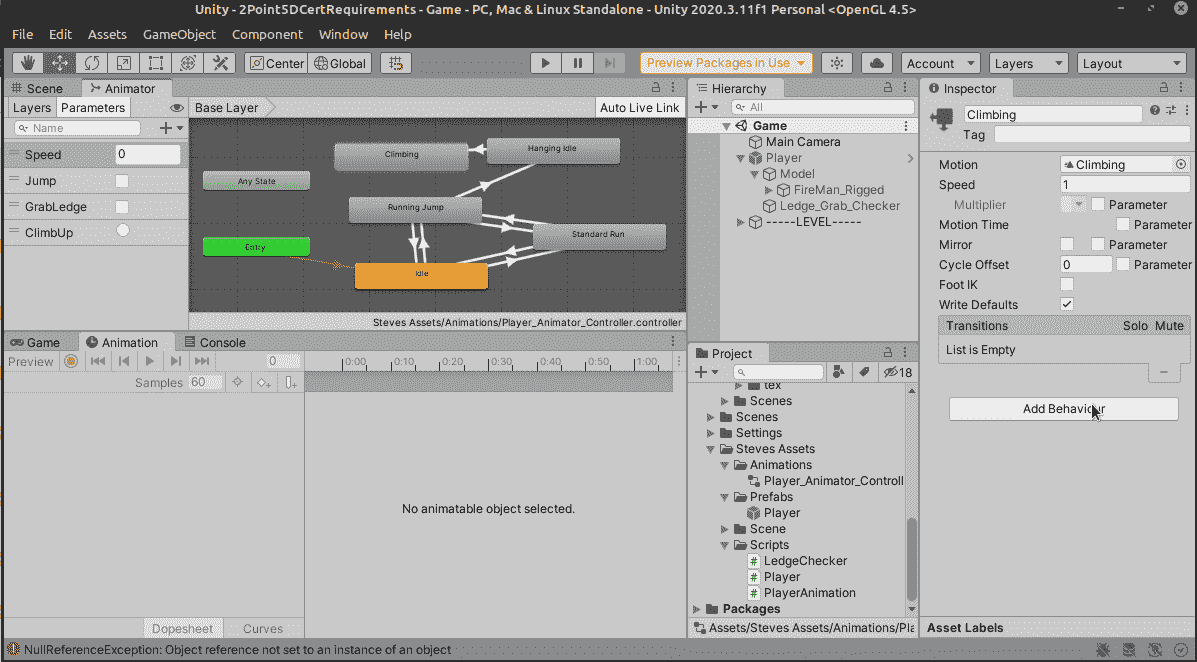 Unity - 2Point5DCertRequirements - Game - PC, Mac & Linux Standalone - Unity 2020.3.11f1 Personal <OpenGL 4.5>
File Edit Assets GameObject Component Window Help
Center Global Preview Packages in Use Account Layers Layout
Scene Animator
Layers Parameters Base Layer Auto Live Link
Name
Speed 0
Jump
GrabLedge
ClimbUp
Climbing
Hanging Idle
Any State
Running Jump
Standard Run
Entry
Idle
Steves Assets/Animations/Player_Animator_Controller.controller
Game Animation Console
Preview 0 0:00 0:10 0:20 0:30 0:40 0:50 1:00
Samples 60
No animatable object selected.
Dopesheet Curves
Hierarchy
All
Game
Main Camera
Player
Model
FireMan_Rigged
Ledge_Grab_Checker
-----LEVEL-----
Project
18
tex
Scenes
Scenes
Settings
Steves Assets
Animations
Player_Animator_Controll
Prefabs
Player
Scene
Scripts
LedgeChecker
Player
PlayerAnimation
Packages
Assets/Steves Assets/Animations/Pla
Inspector
Climbing
Tag
Motion Climbing
Speed 1
Multiplier Parameter
Motion Time Parameter
Mirror Parameter
Cycle Offset 0 Parameter
Foot IK
Write Defaults
Transitions Solo Mute
List is Empty
Add Behaviour
Asset Labels
NullReferenceException: Object reference not set to an instance of an object